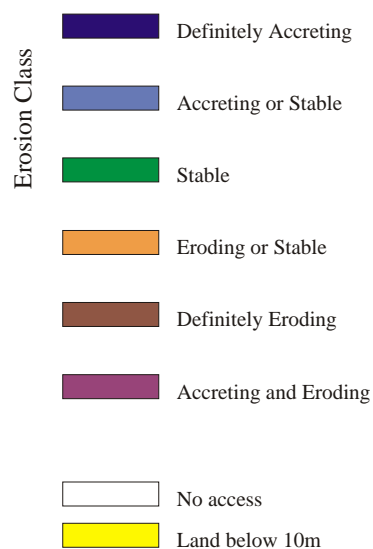 Erosion Class
Definitely Accreting
Accreting or Stable
Stable
Eroding or Stable
Definitely Eroding
Accreting and Eroding
No access
Land below 10m